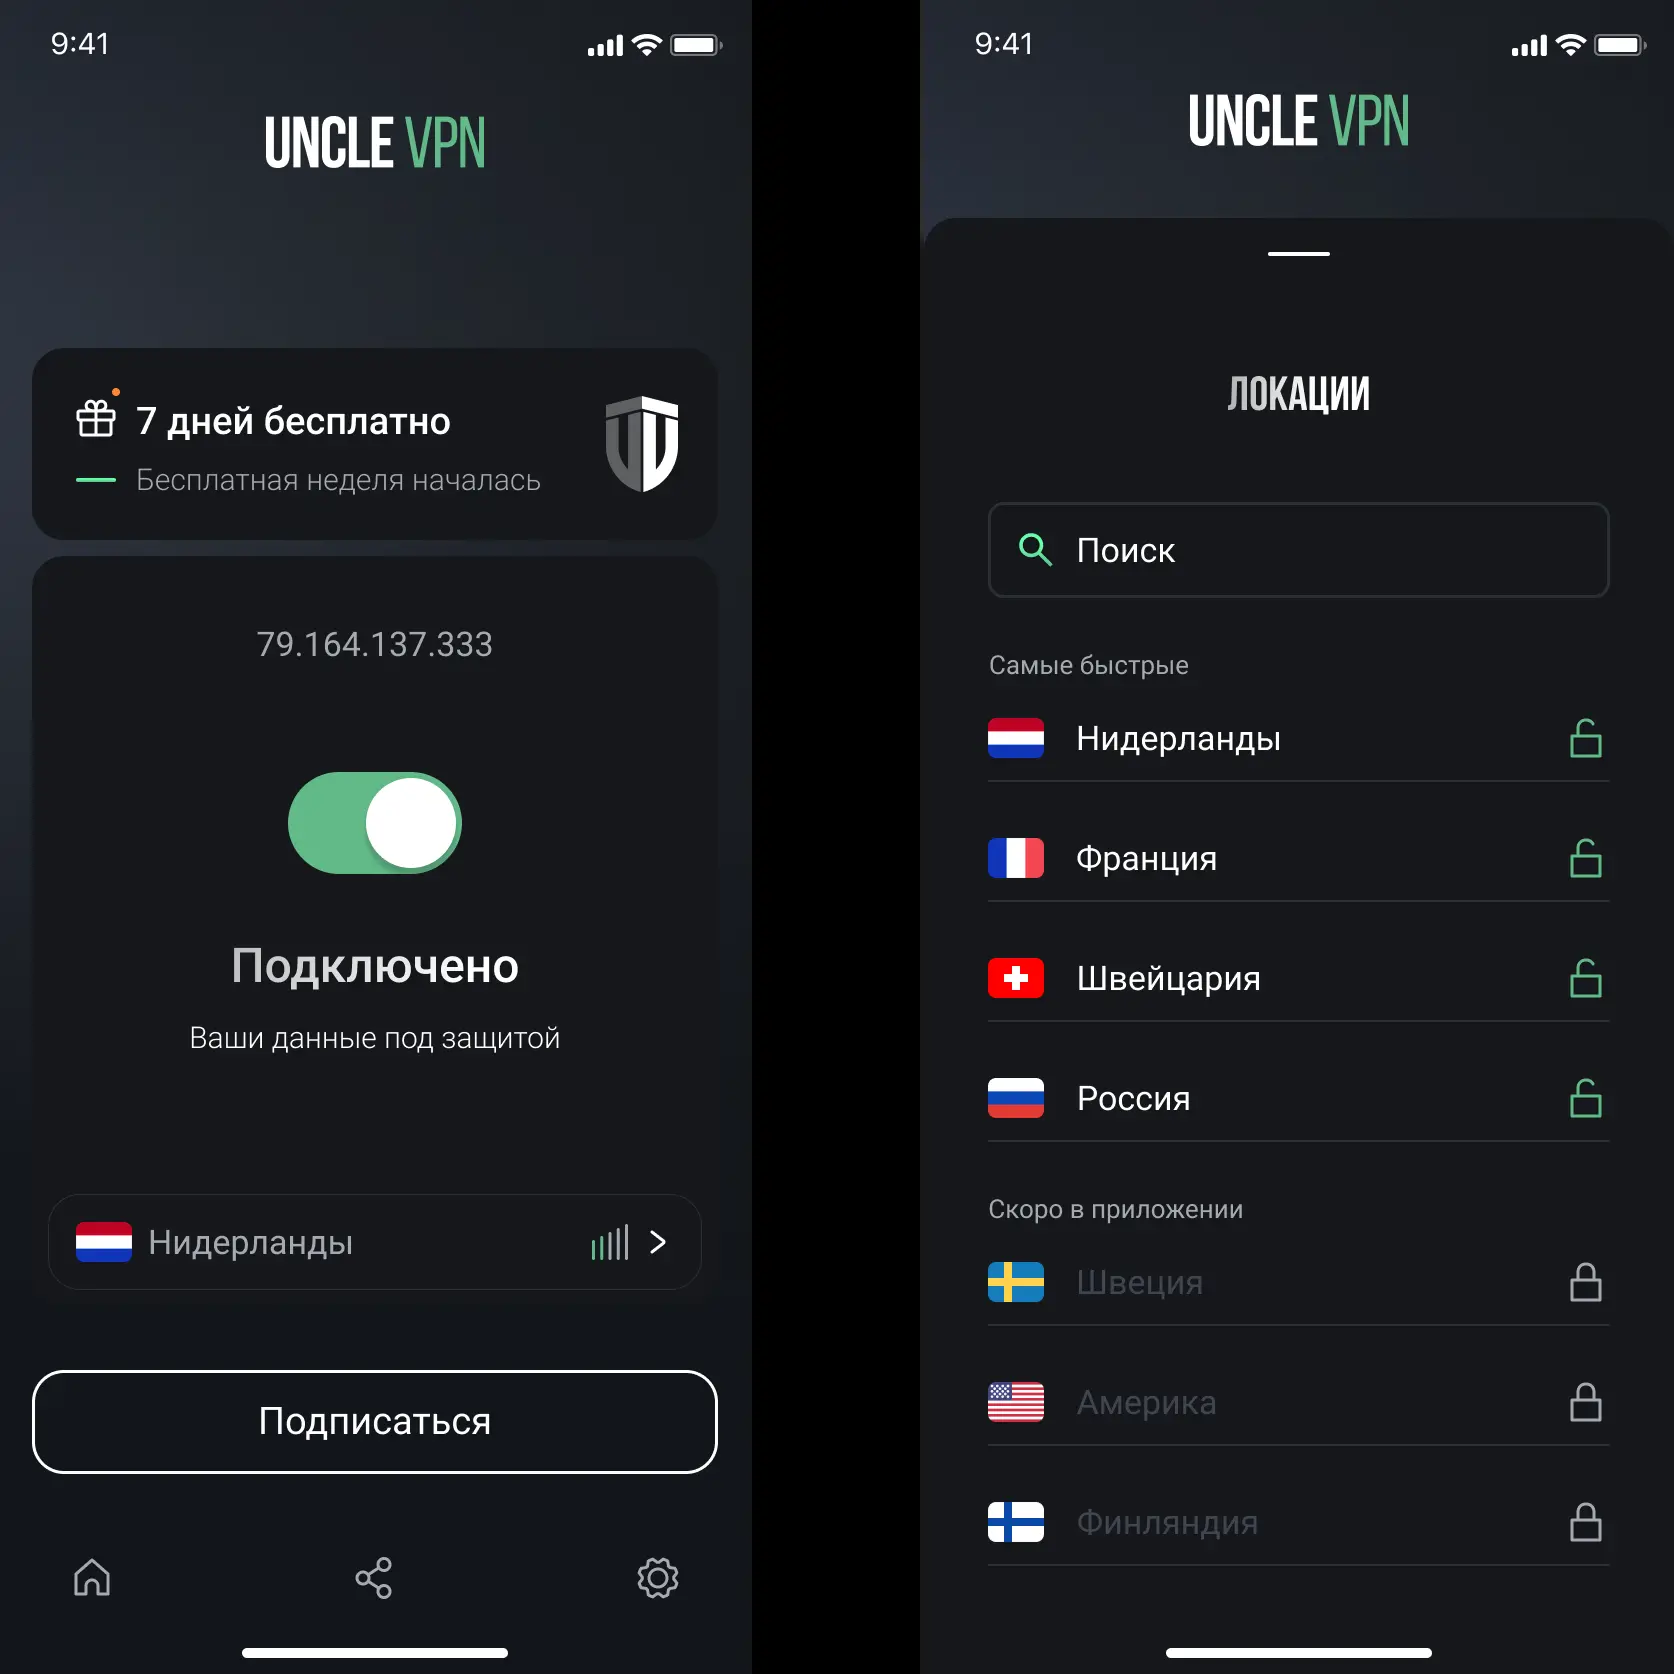 9:41
UNCLE VPN
7 дней бесплатно
Бесплатная неделя началась
79.164.137.333
Подключено
Ваши данные под защитой
Нидерланды
Подписаться
9:41
UNCLE VPN
ЛОКАЦИИ
Поиск
Самые быстрые
Нидерланды
Франция
Швейцария
Россия
Скоро в приложении
Швеция
Америка
Финляндия